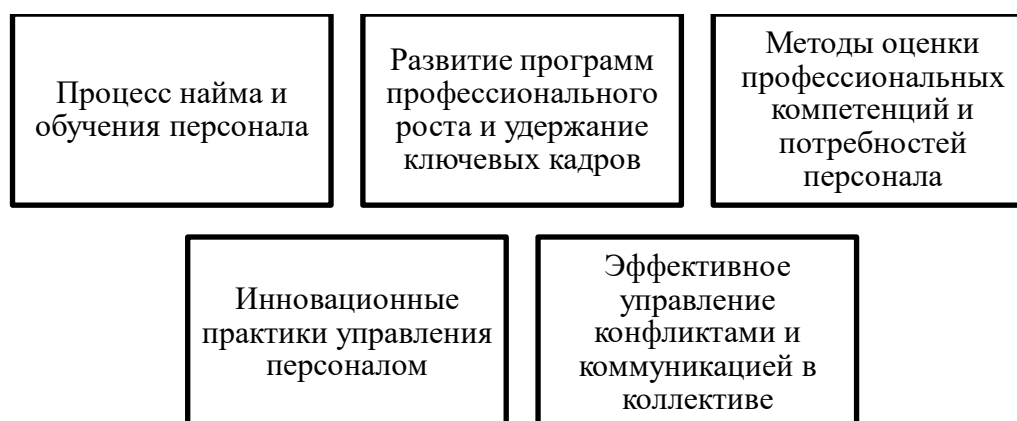 Процесс найма и
обучения персонала
Развитие программ
профессионального
роста и удержание
ключевых кадров
Методы оценки
профессиональных
компетенций и
потребностей
персонала
Инновационные
практики управления
персоналом
Эффективное
управление
конфликтами и
коммуникацией в
коллективе